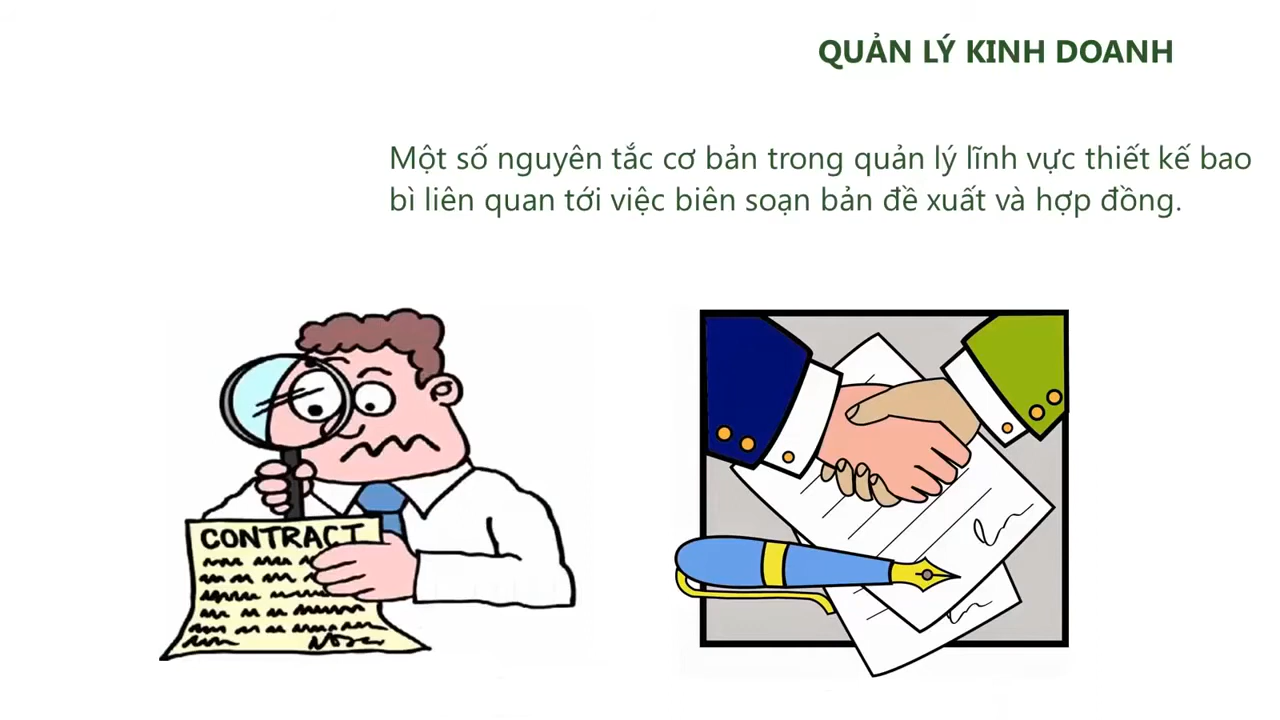 QUẢN LÝ KINH DOANH
Một số nguyên tắc cơ bản trong quản lý lĩnh vực thiết kế bao
bì liên quan tới việc biên soạn bản đề xuất và hợp đồng.
CONTRACT